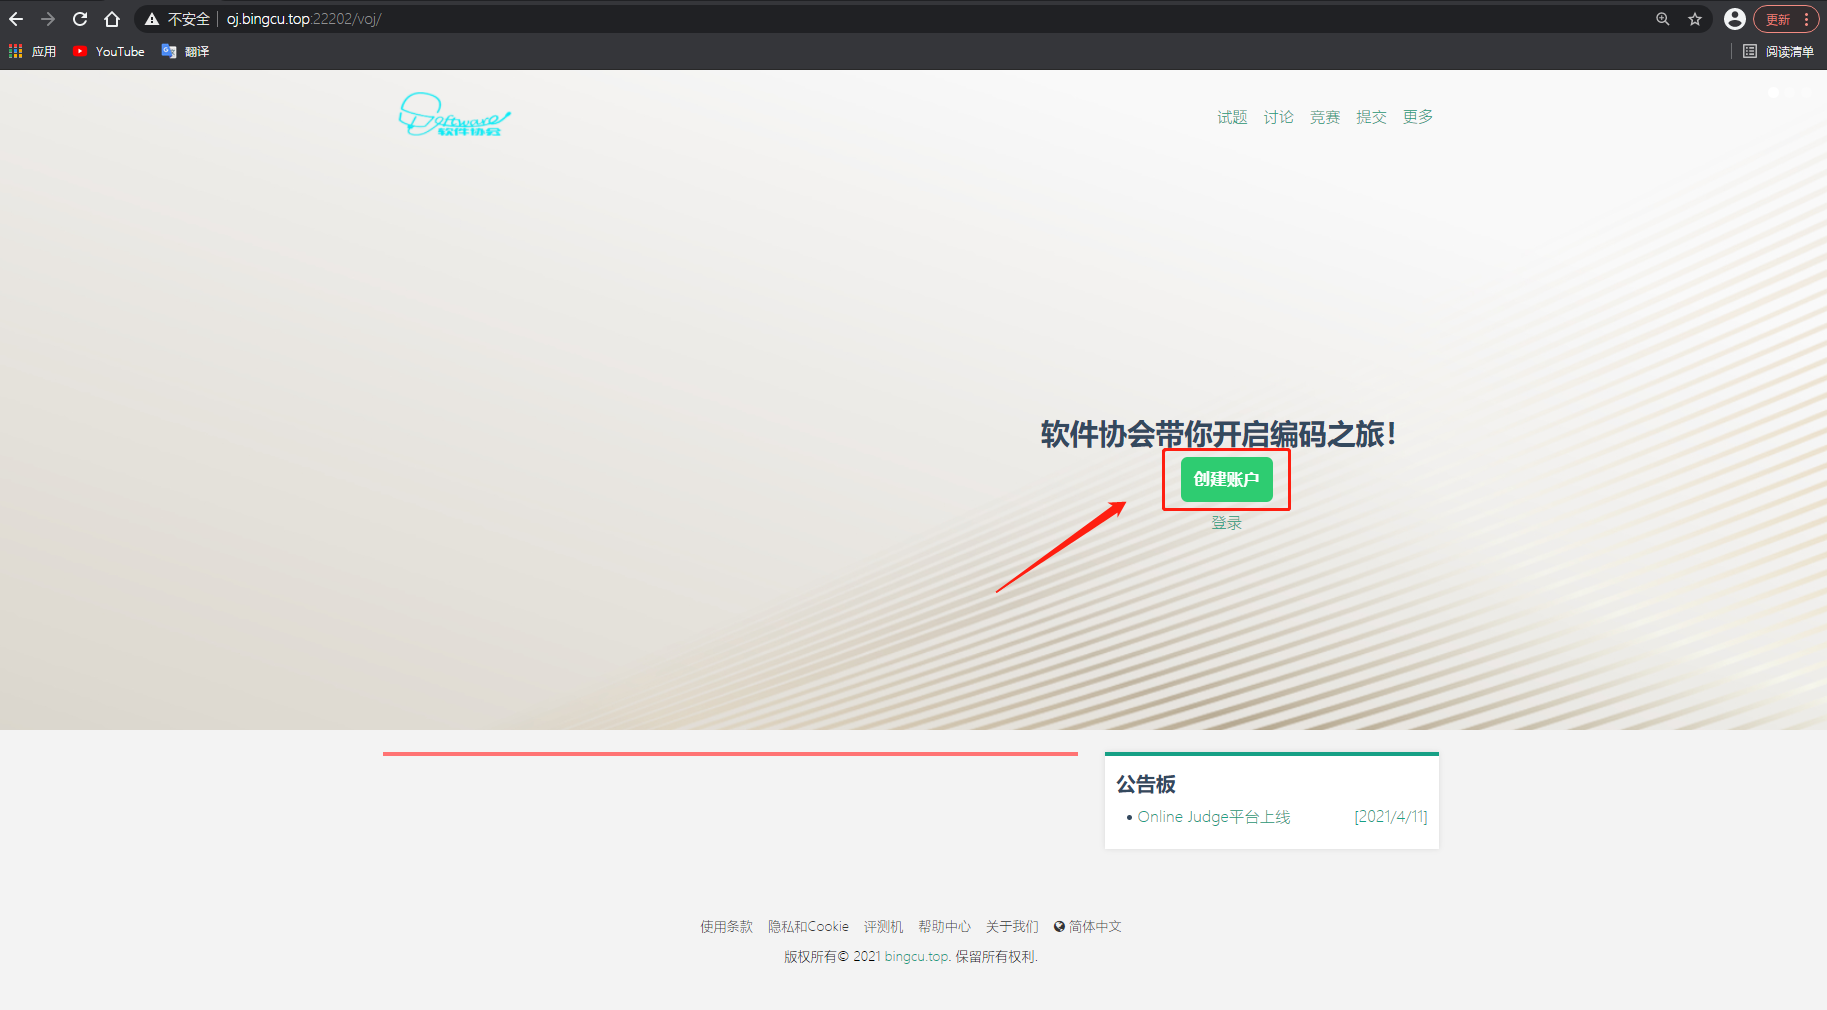 不安全 oj.bingcu.top:22202/voj/ 更新
应用 YouTube 翻译 阅读清单
Software
软件协会
试题 讨论 竞赛 提交 更多
软件协会带你开启编码之旅!
创建账户
登录
公告板
Online Judge平台上线 [2021/4/11]
使用条款 隐私和Cookie 评测机 帮助中心 关于我们 简体中文
版权所有© 2021 bingcu.top. 保留所有权利.